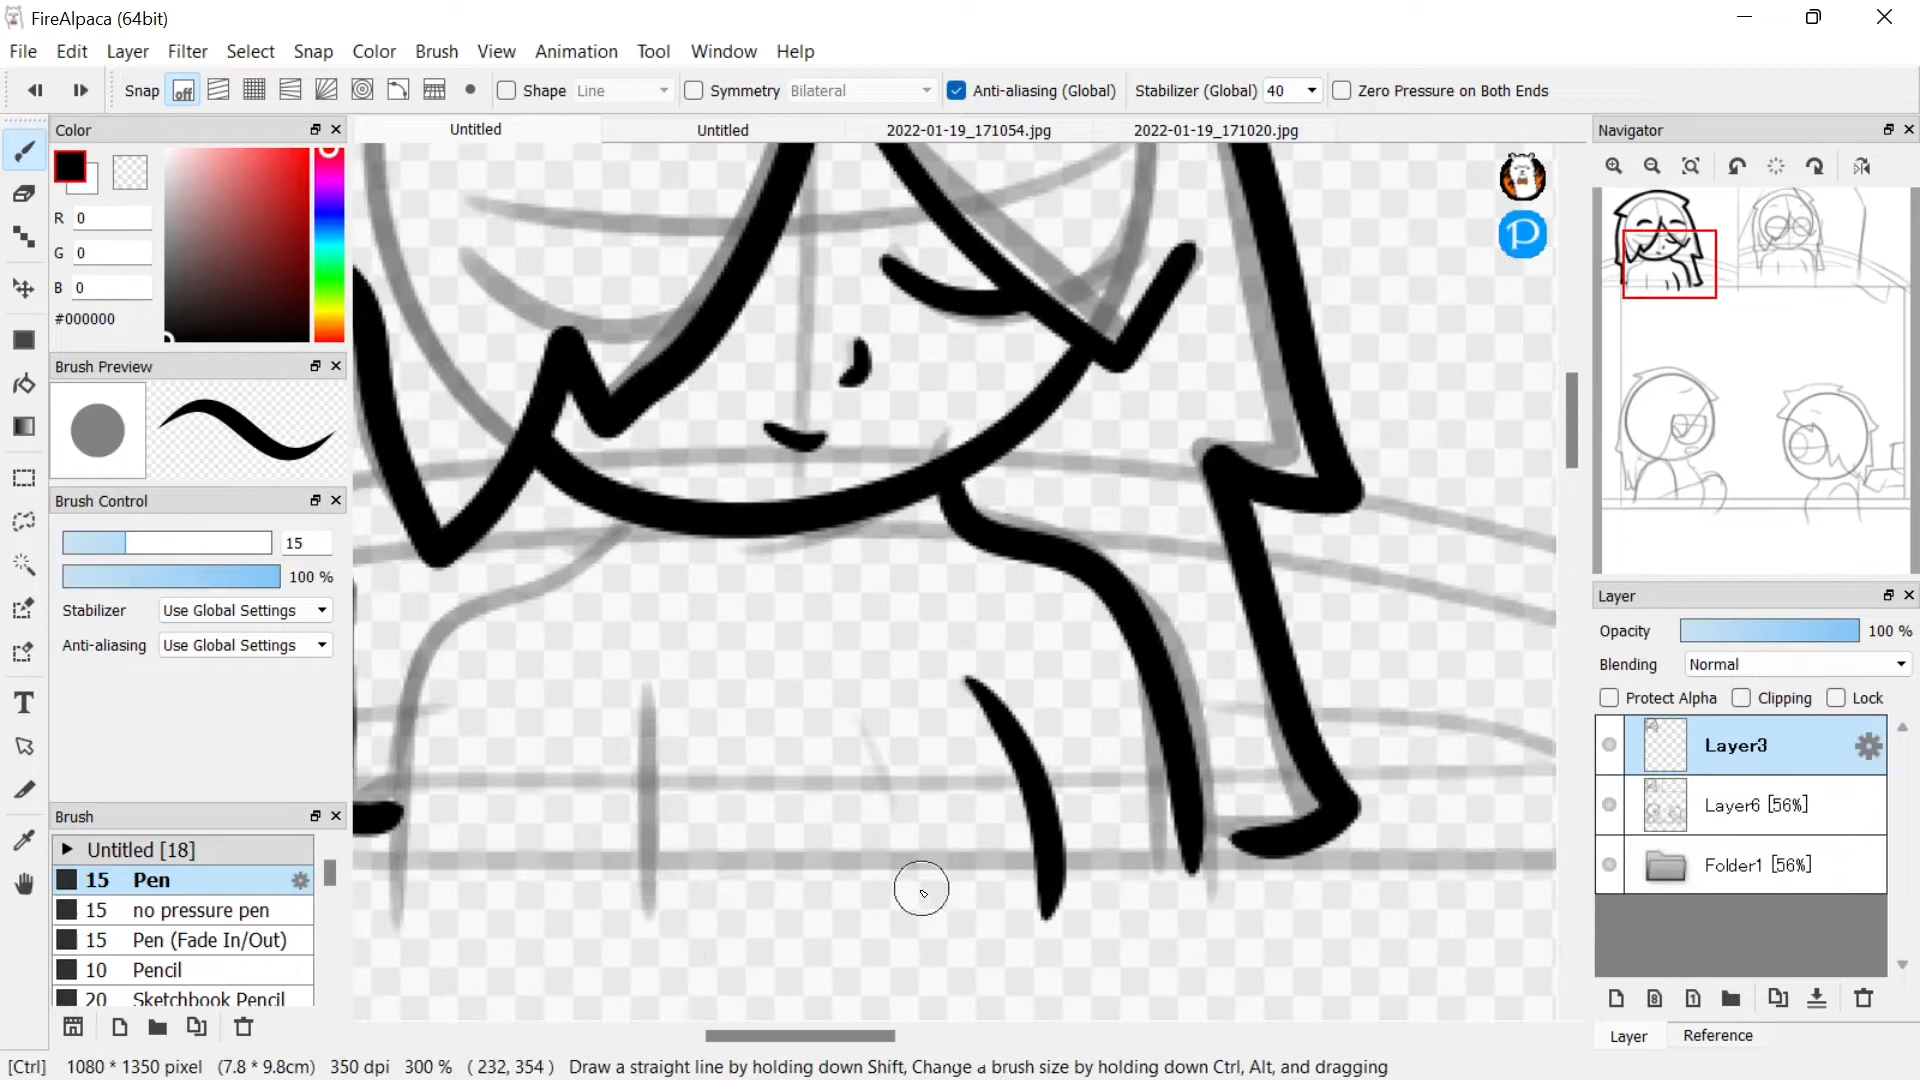 FireAlpaca (64bit)
File Edit Layer Filter Select Snap Color Brush View Animation Tool Window Help
Snap off Shape Line Symmetry Bilateral Anti-aliasing (Global) Stabilizer (Global) 40 Zero Pressure on Both Ends
Color
Untitled
Untitled
2022-01-19_171054.jpg
2022-01-19_171020.jpg
Navigator
R 0
G 0
B 0
#000000
P
Brush Preview
Brush Control
15
100 %
Stabilizer Use Global Settings
Anti-aliasing Use Global Settings
Layer
Opacity 100 %
Blending Normal
Protect Alpha Clipping Lock
Layer3
Layer6 [56%]
Folder1 [56%]
Brush
Untitled [18]
15 Pen
15 no pressure pen
15 Pen (Fade In/Out)
10 Pencil
20 Sketchbook Pencil
8
1
T
Layer Reference
[Ctrl] 1080 * 1350 pixel (7.8 * 9.8cm) 350 dpi 300 % ( 232, 354 ) Draw a straight line by holding down Shift, Change a brush size by holding down Ctrl, Alt, and dragging